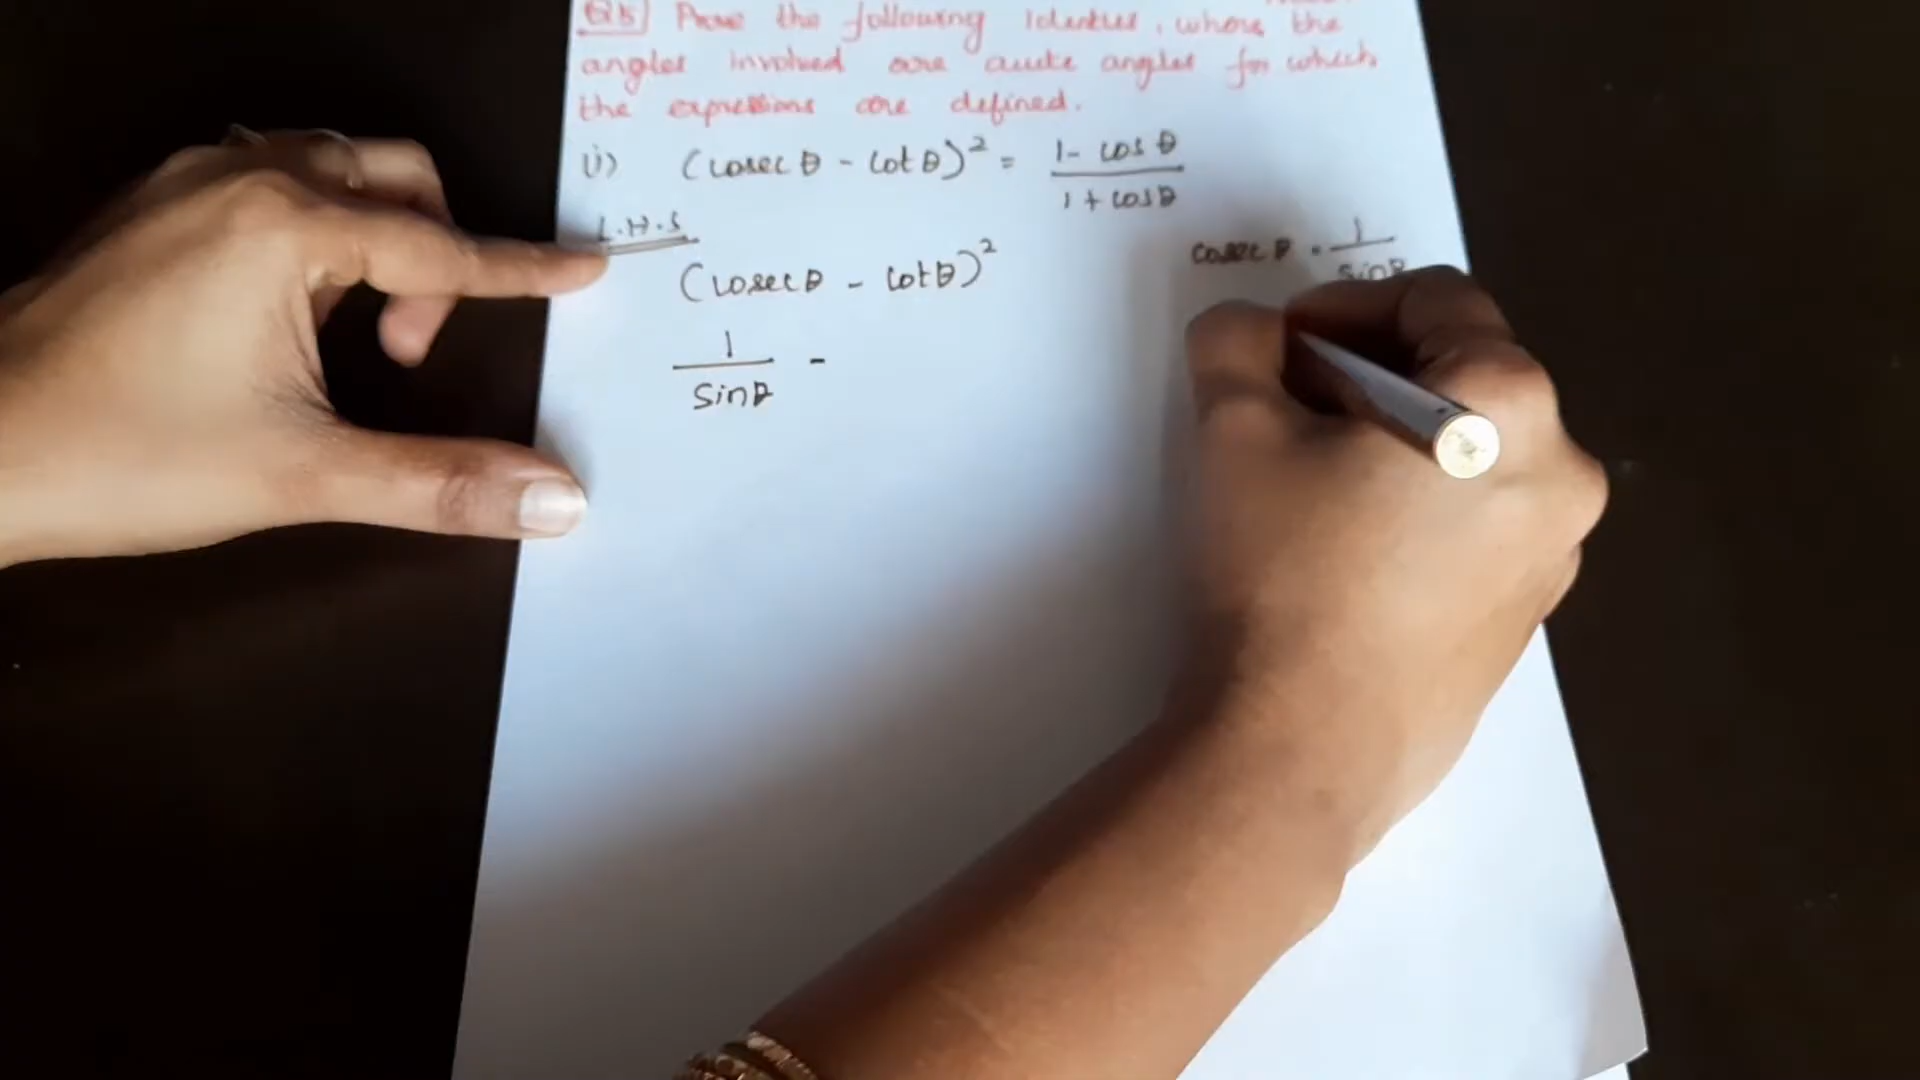 Q5) Prove the following identities, where the
angles involved are acute angles for which
the expressions are defined.
(i) (cosec θ - cot θ)² = 1 - cos θ / 1 + cos θ
L.H.S
(cosec θ - cot θ)²
cosec θ = 1 / sin θ
1 / sin θ -